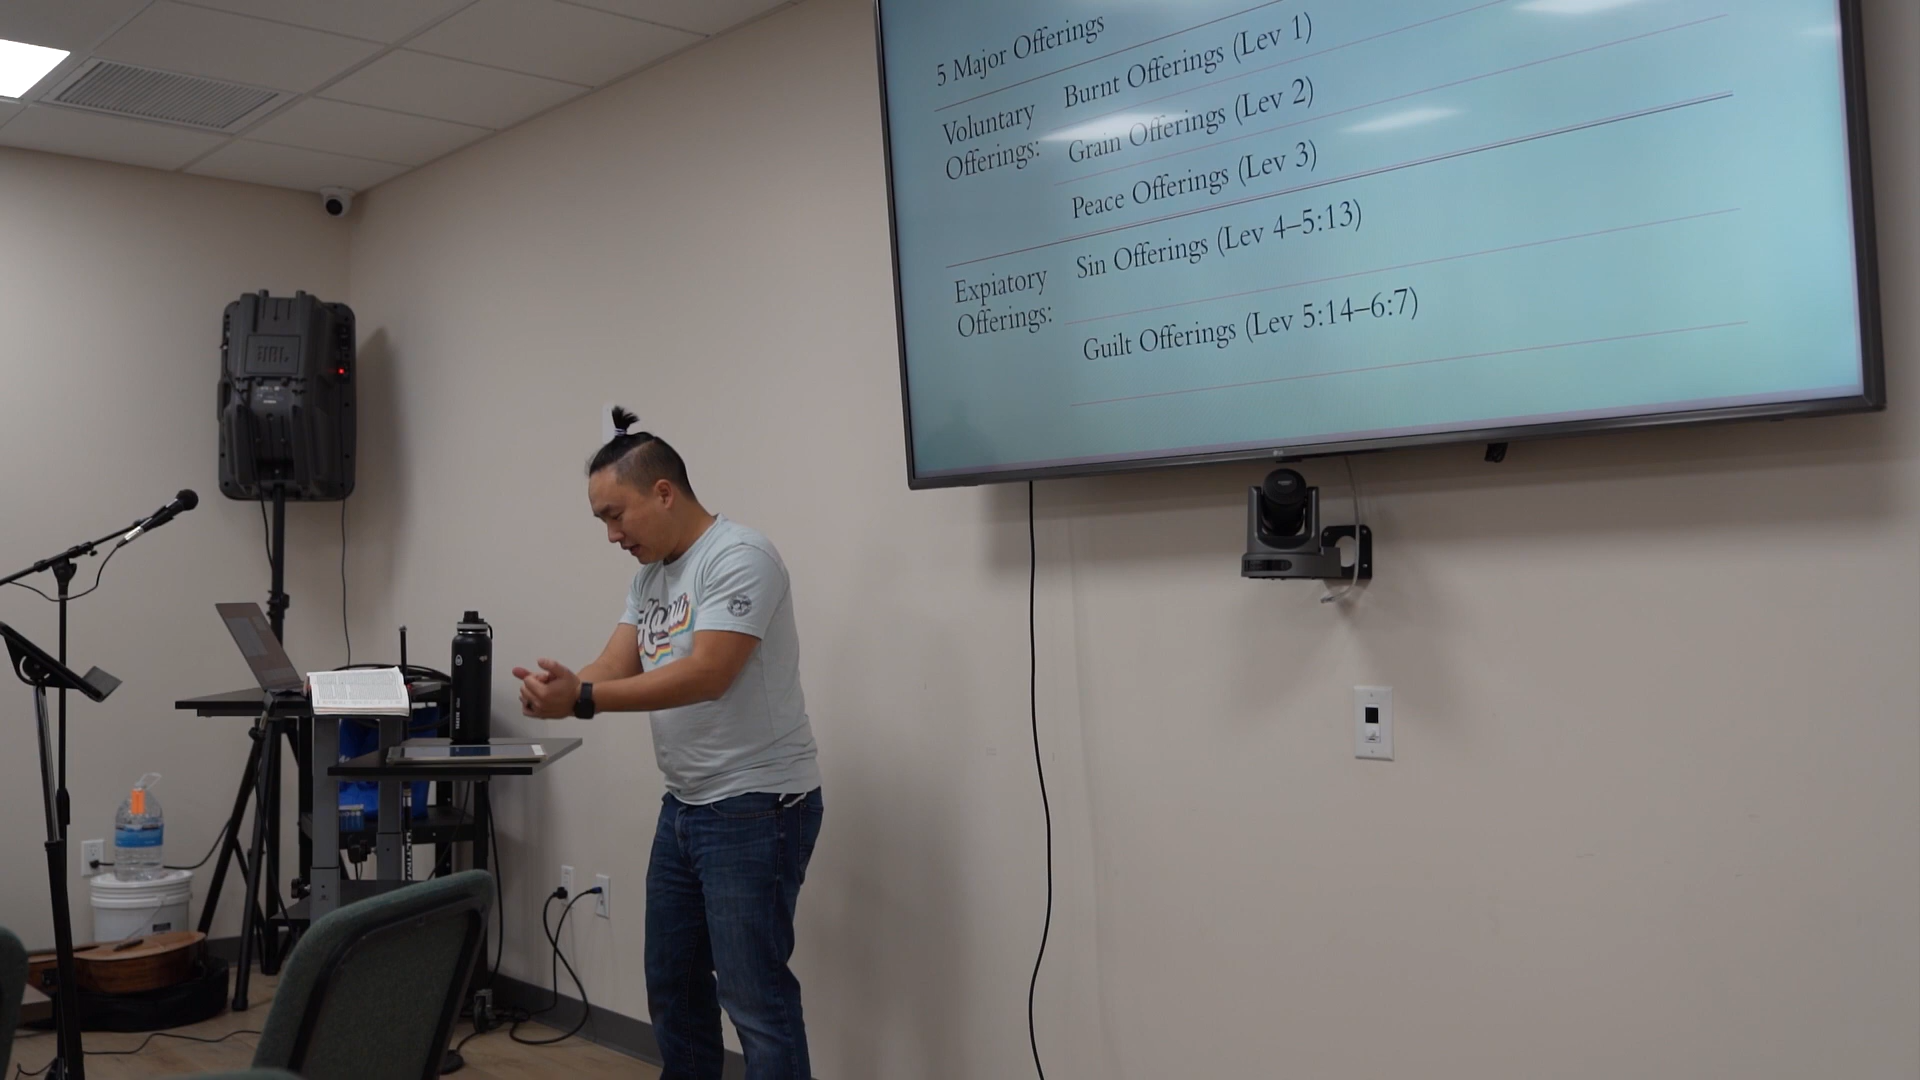 5 Major Offerings
Voluntary
Offerings:
Burnt Offerings (Lev 1)
Grain Offerings (Lev 2)
Peace Offerings (Lev 3)
Expiatory
Offerings:
Sin Offerings (Lev 4–5:13)
Guilt Offerings (Lev 5:14–6:7)
JBL